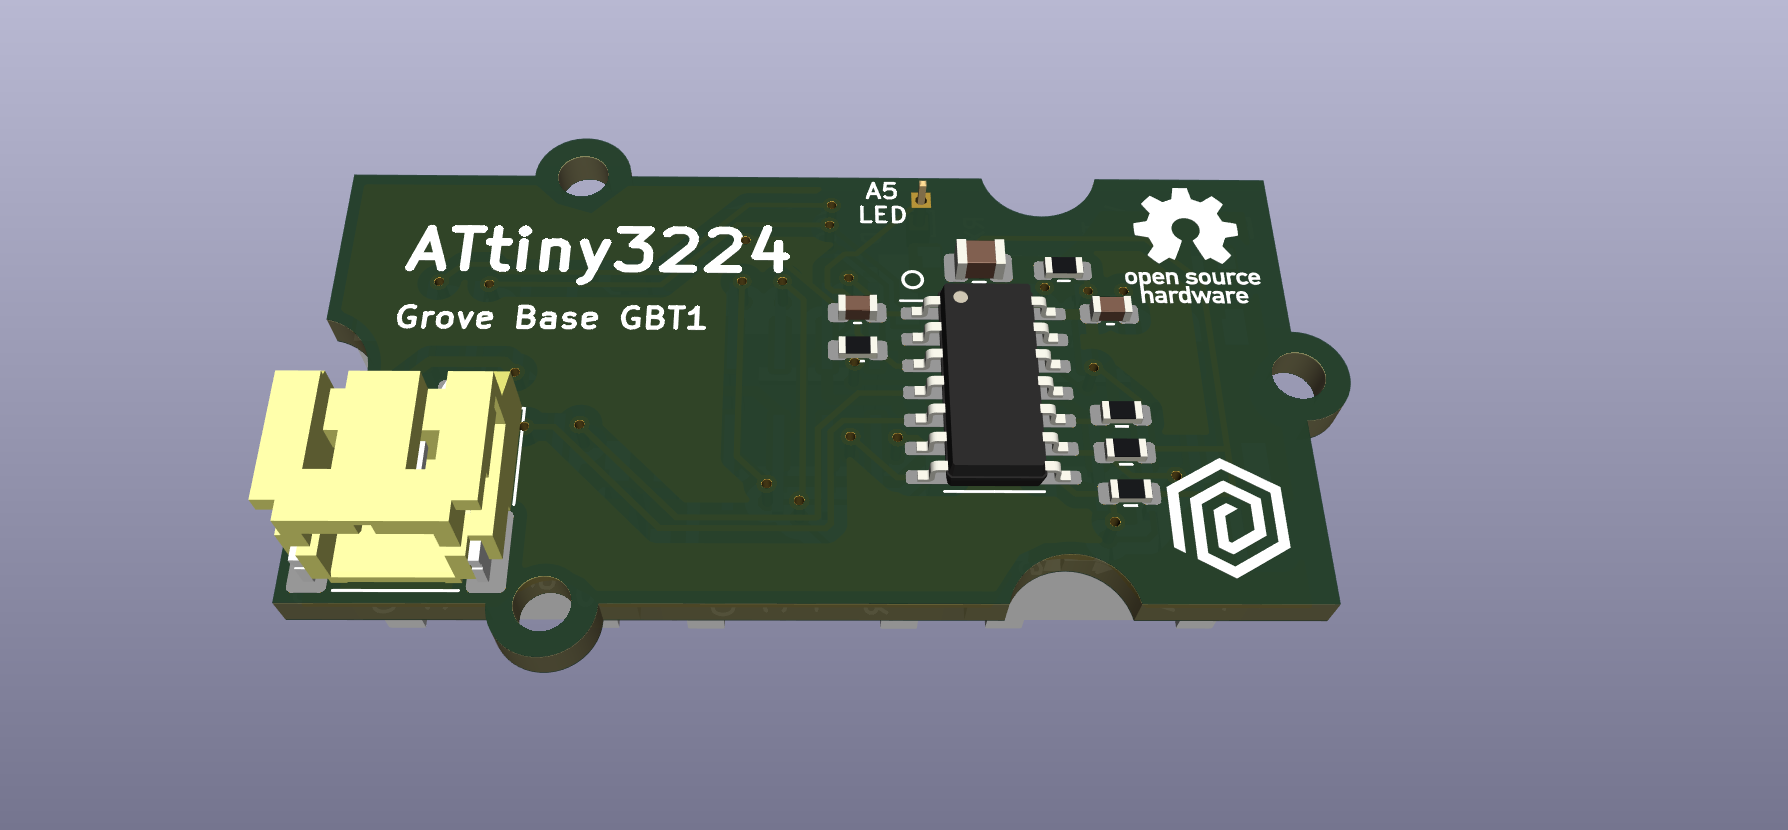 A5
LED
ATtiny3224
Grove Base GBT1
open source
hardware